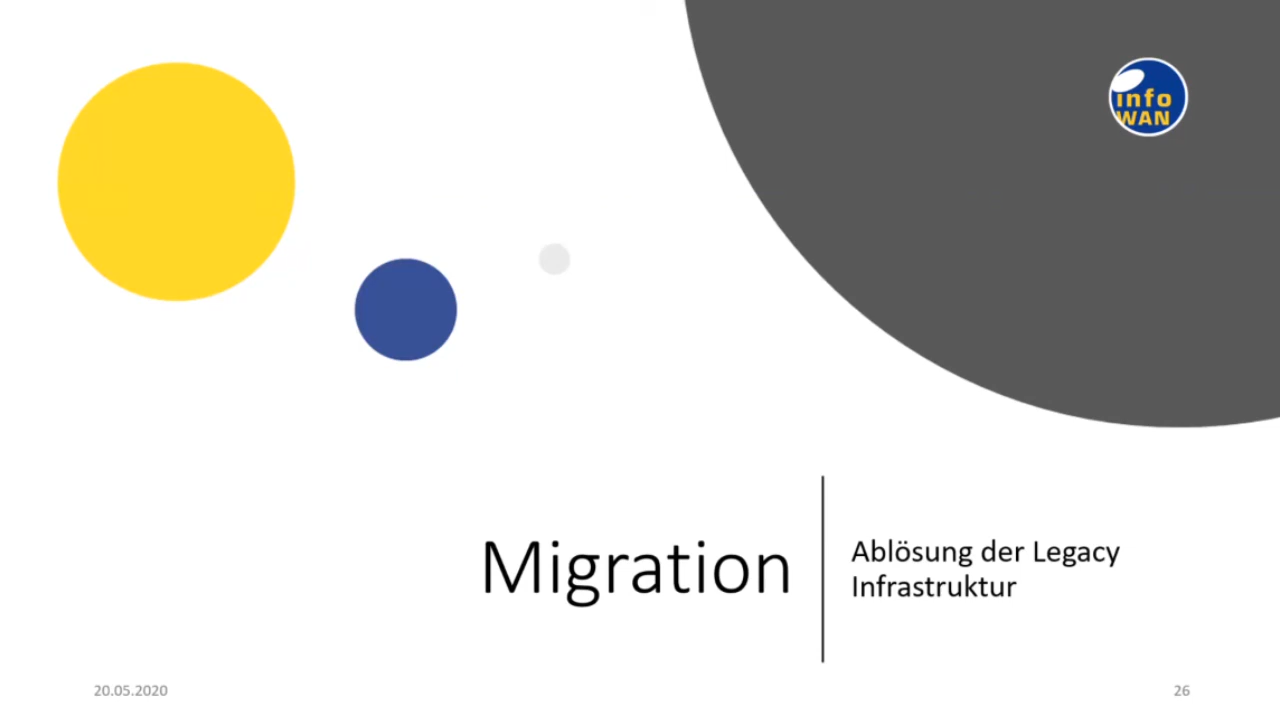 info
WAN
Migration
Ablösung der Legacy
Infrastruktur
20.05.2020
26